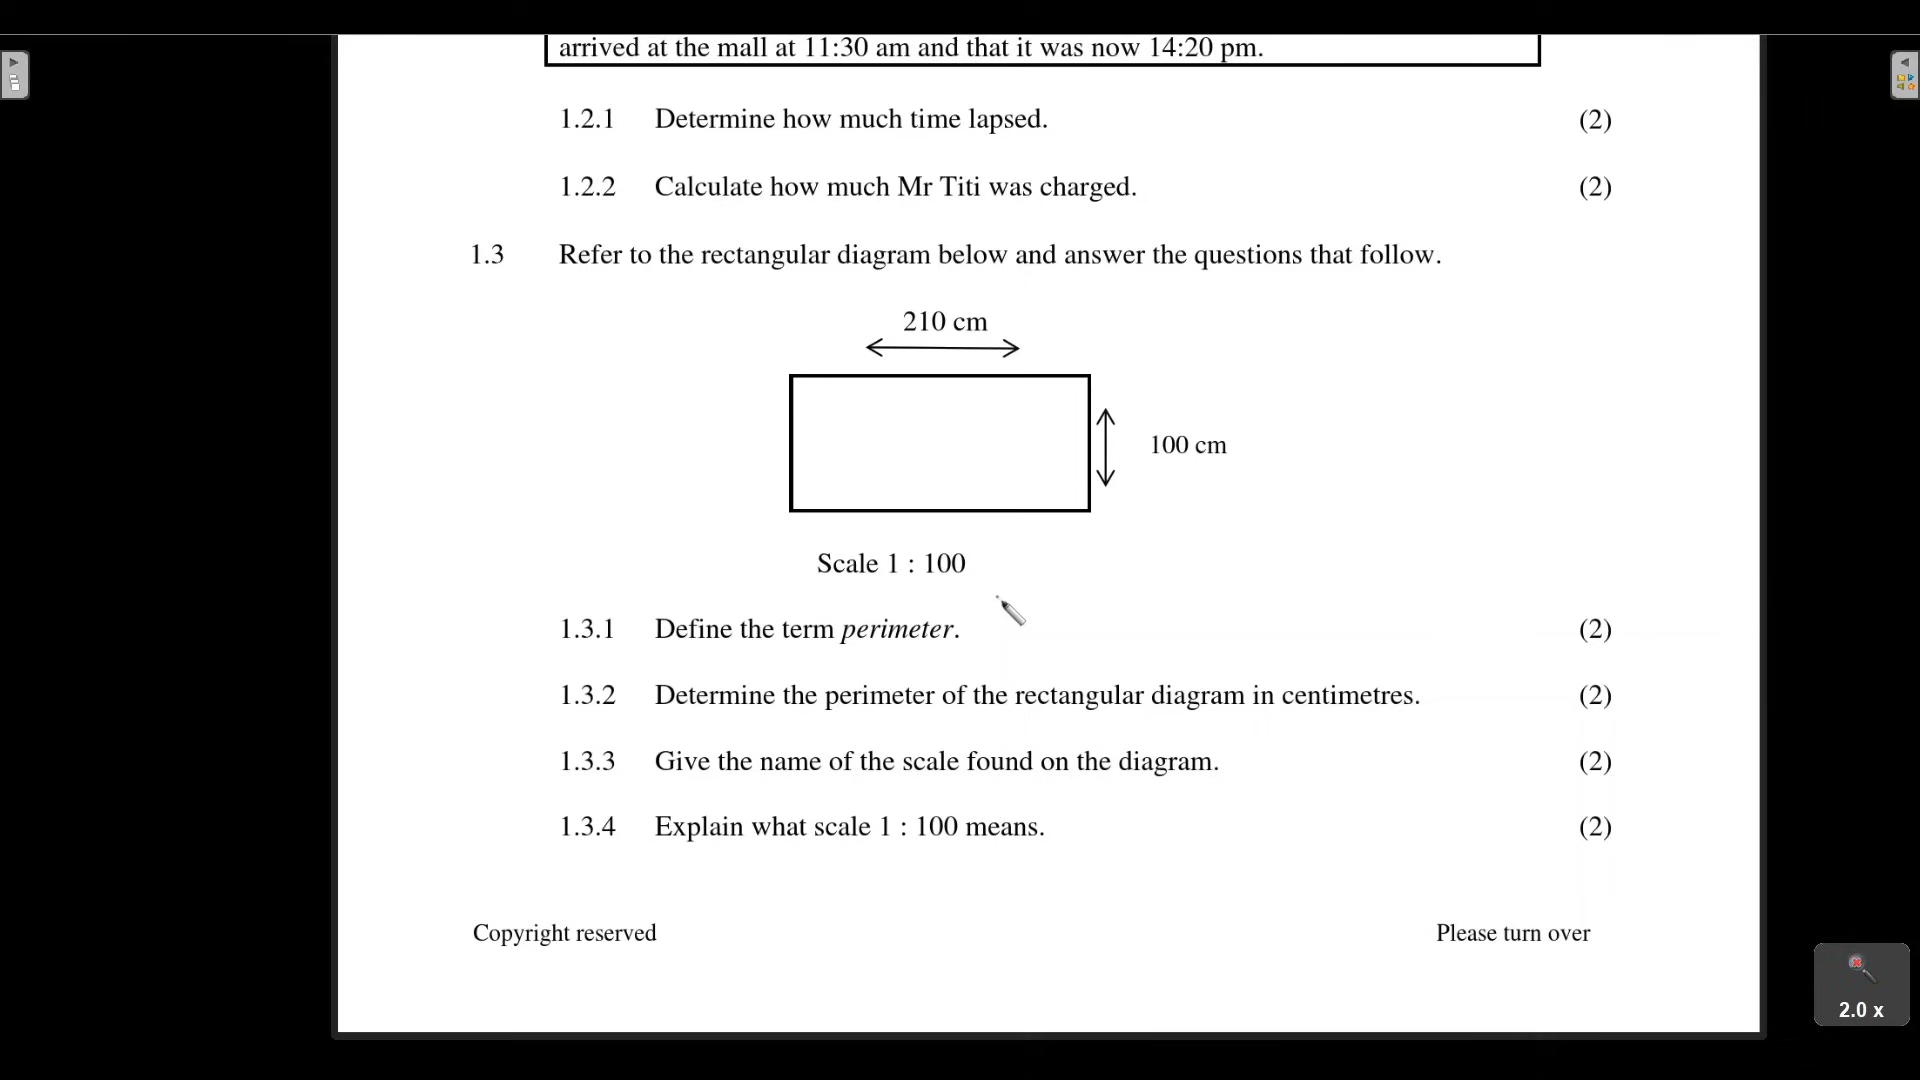 arrived at the mall at 11:30 am and that it was now 14:20 pm.
1.2.1 Determine how much time lapsed. (2)
1.2.2 Calculate how much Mr Titi was charged. (2)
1.3 Refer to the rectangular diagram below and answer the questions that follow.
210 cm
100 cm
Scale 1 : 100
1.3.1 Define the term perimeter. (2)
1.3.2 Determine the perimeter of the rectangular diagram in centimetres. (2)
1.3.3 Give the name of the scale found on the diagram. (2)
1.3.4 Explain what scale 1 : 100 means. (2)
Copyright reserved Please turn over
2.0 x